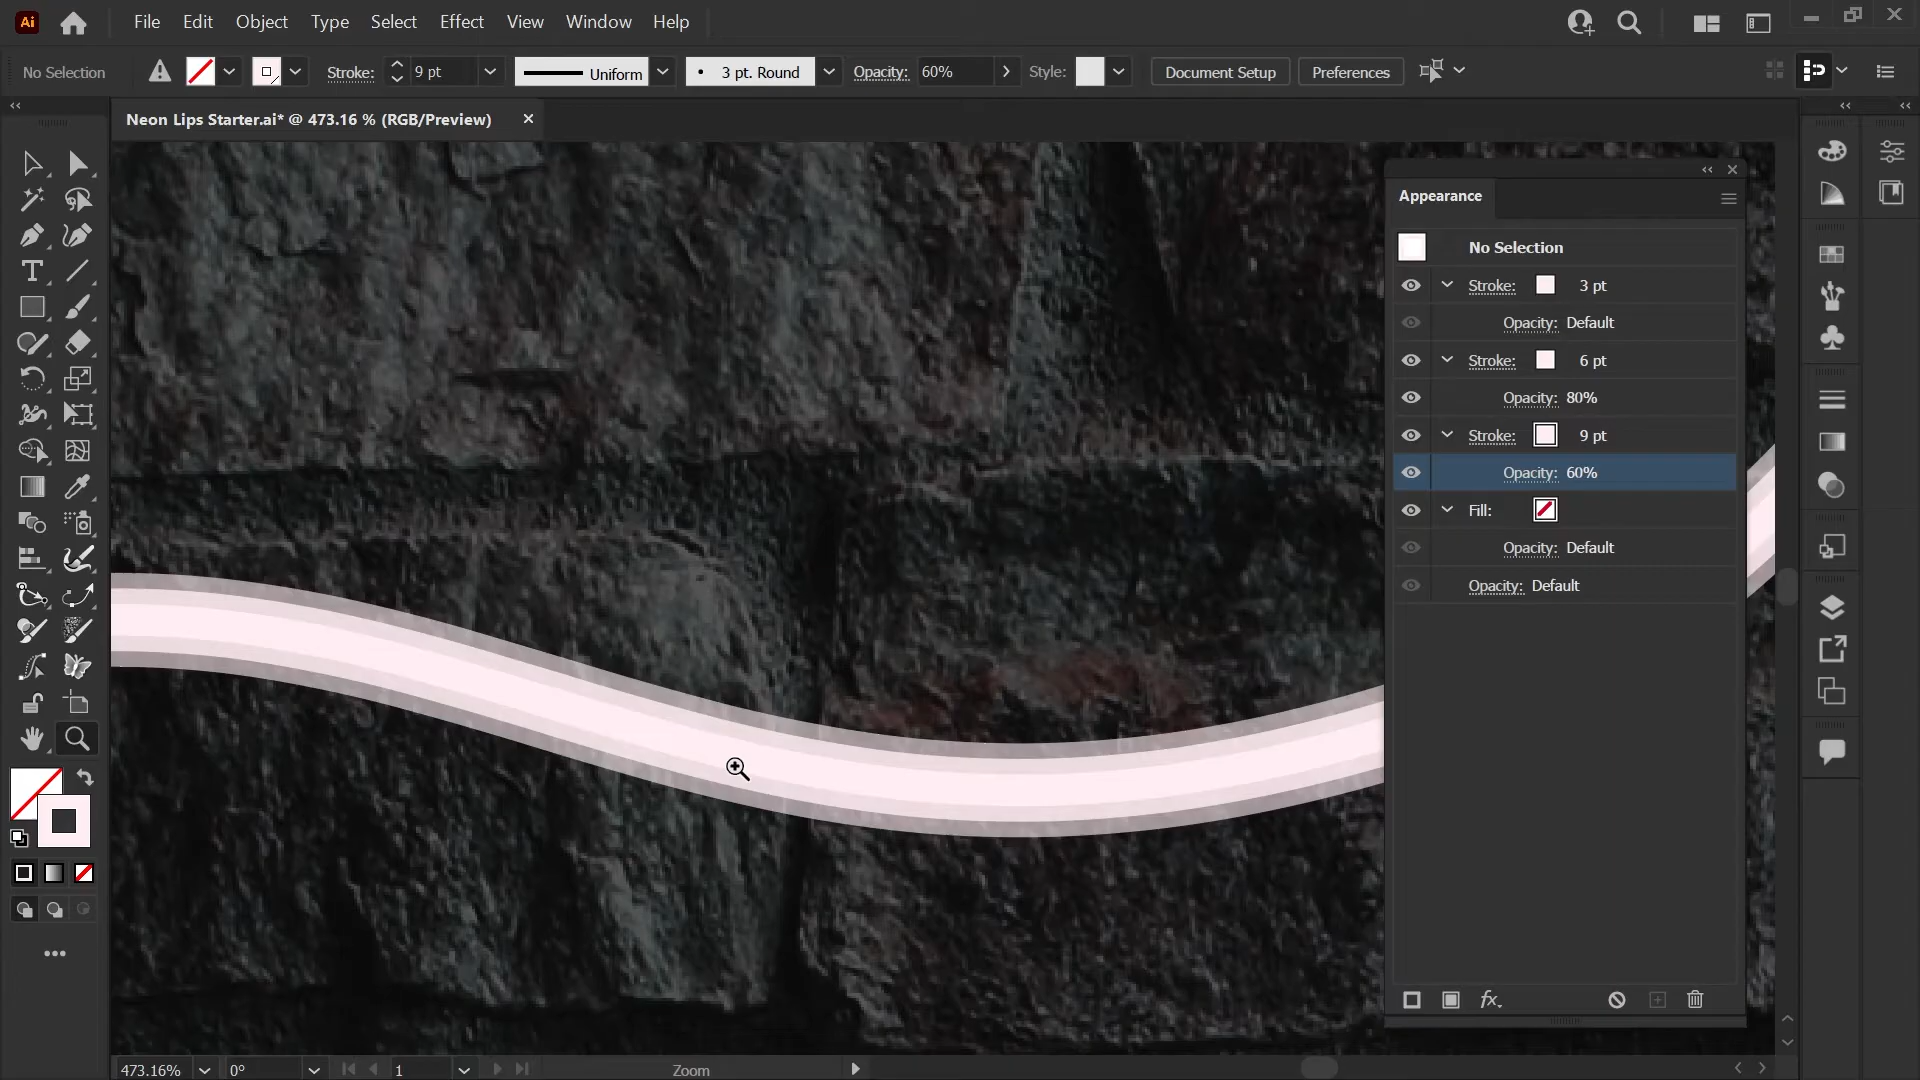 Ai File Edit Object Type Select Effect View Window Help
No Selection Stroke: 9 pt Uniform 3 pt. Round Opacity: 60% Style: Document Setup Preferences
Neon Lips Starter.ai* @ 473.16 % (RGB/Preview)
Appearance
No Selection
Stroke: 3 pt
Opacity: Default
Stroke: 6 pt
Opacity: 80%
Stroke: 9 pt
Opacity: 60%
Fill:
Opacity: Default
Opacity: Default
fx.
473.16% 0° 1 Zoom